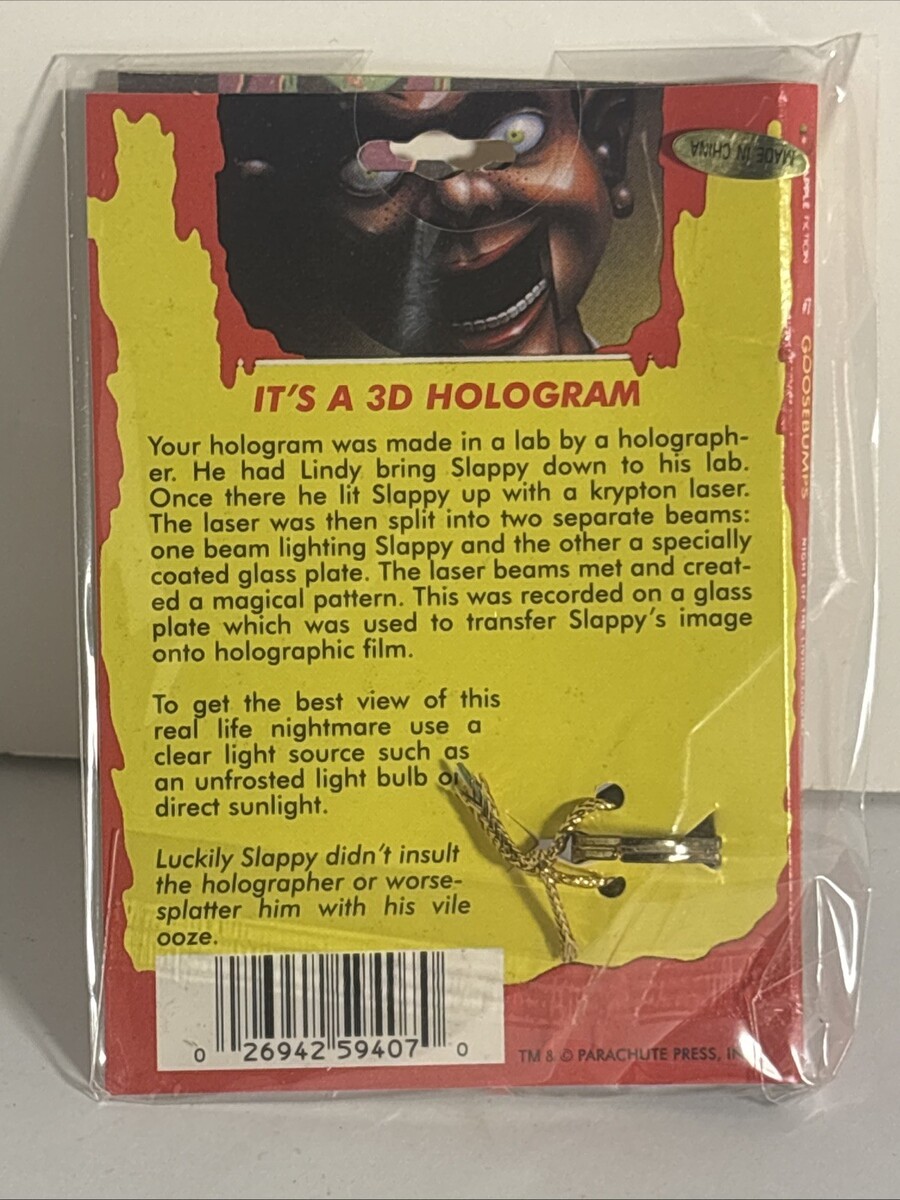 MADE IN CHINA
IT'S A 3D HOLOGRAM
Your hologram was made in a lab by a holograph-
er. He had Lindy bring Slappy down to his lab.
Once there he lit Slappy up with a krypton laser.
The laser was then split into two separate beams:
one beam lighting Slappy and the other a specially
coated glass plate. The laser beams met and creat-
ed a magical pattern. This was recorded on a glass
plate which was used to transfer Slappy's image
onto holographic film.
To get the best view of this
real life nightmare use a
clear light source such as
an unfrosted light bulb or
direct sunlight.
Luckily Slappy didn't insult
the holographer or worse-
splatter him with his vile
ooze.
0 26942 59407 0
TM & © PARACHUTE PRESS,
APPLE FICTION
GOOSEBUMPS
NIGHT OF THE LIVING